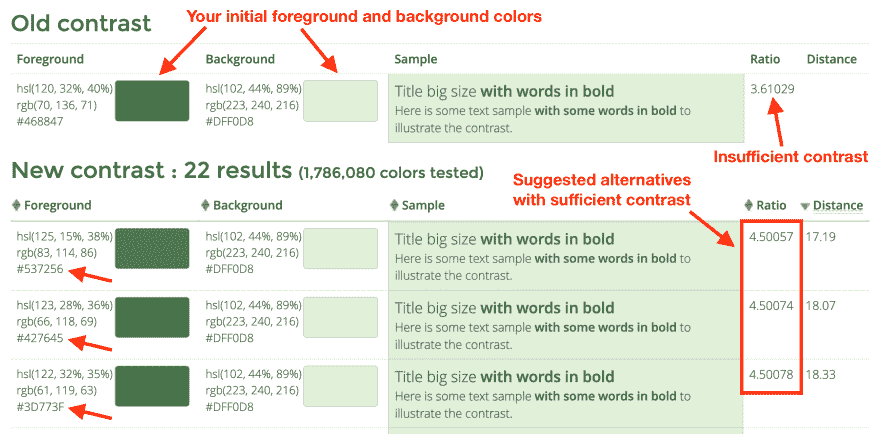 Your initial foreground and background colors
Old contrast
Foreground Background Sample Ratio Distance
hsl(120, 32%, 40%) hsl(102, 44%, 89%) Title big size with words in bold 3.61029
rgb(70, 136, 71) rgb(223, 240, 216) Here is some text sample with some words in bold to
#468847 #DFF0D8 illustrate the contrast.
Insufficient contrast
New contrast : 22 results (1,786,080 colors tested)
Suggested alternatives
with sufficient contrast
Foreground Background Sample Ratio Distance
hsl(125, 15%, 38%) hsl(102, 44%, 89%) Title big size with words in bold 4.50057 17.19
rgb(83, 114, 86) rgb(223, 240, 216) Here is some text sample with some words in bold to
#537256 #DFF0D8 illustrate the contrast.
hsl(123, 28%, 36%) hsl(102, 44%, 89%) Title big size with words in bold 4.50074 18.07
rgb(66, 118, 69) rgb(223, 240, 216) Here is some text sample with some words in bold to
#427645 #DFF0D8 illustrate the contrast.
hsl(122, 32%, 35%) hsl(102, 44%, 89%) Title big size with words in bold 4.50078 18.33
rgb(61, 119, 63) rgb(223, 240, 216) Here is some text sample with some words in bold to
#3D773F #DFF0D8 illustrate the contrast.